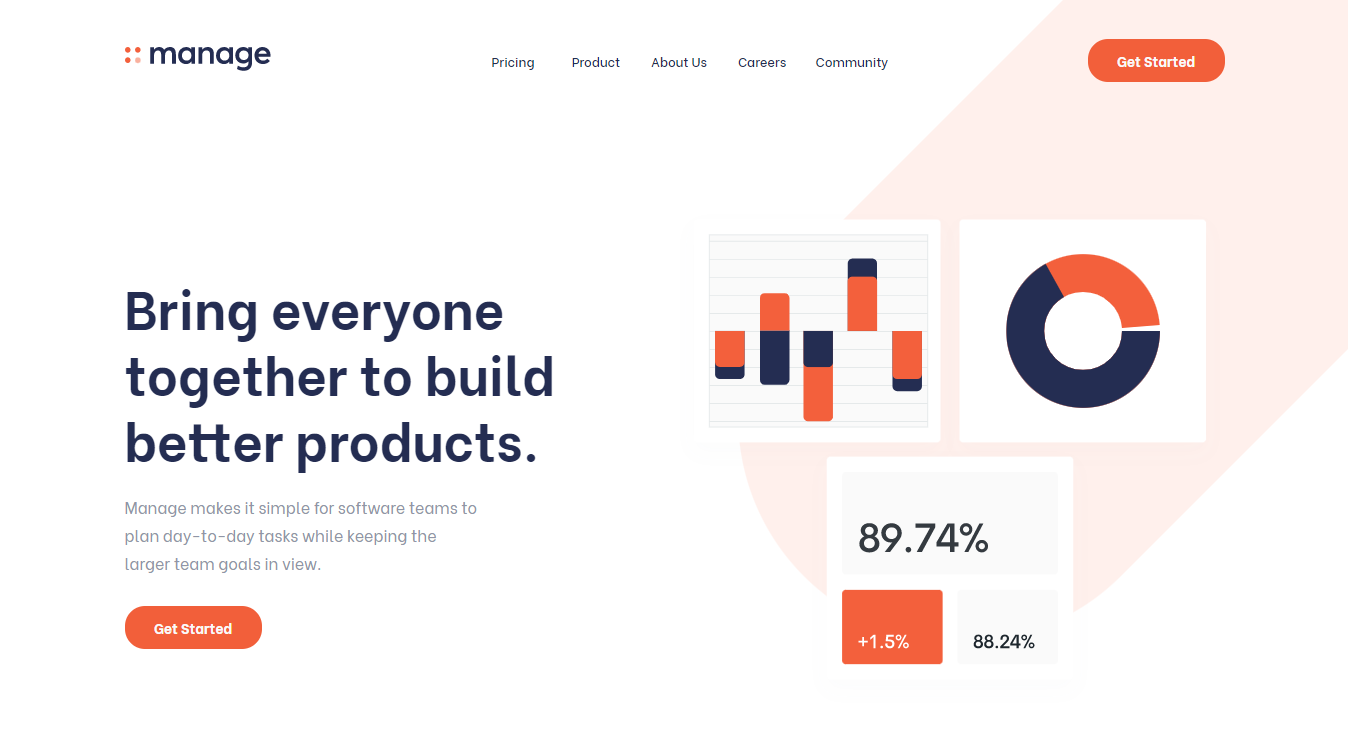 manage
Pricing
Product
About Us
Careers
Community
Get Started
Bring everyone
together to build
better products.
Manage makes it simple for software teams to
plan day-to-day tasks while keeping the
larger team goals in view.
Get Started
89.74%
+1.5%
88.24%